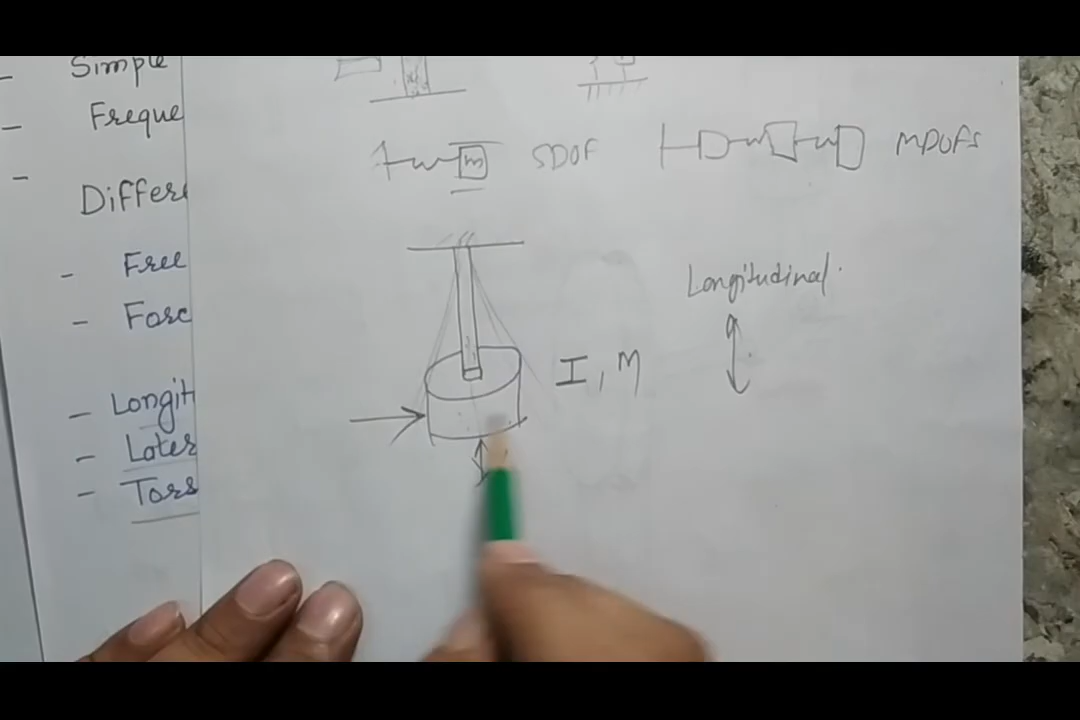 - Simple
- Freque
-
Differe
- Free
- Forc
- Longit
- Later
- Tors
m SDOF MDOFs
Longitudinal
I, M